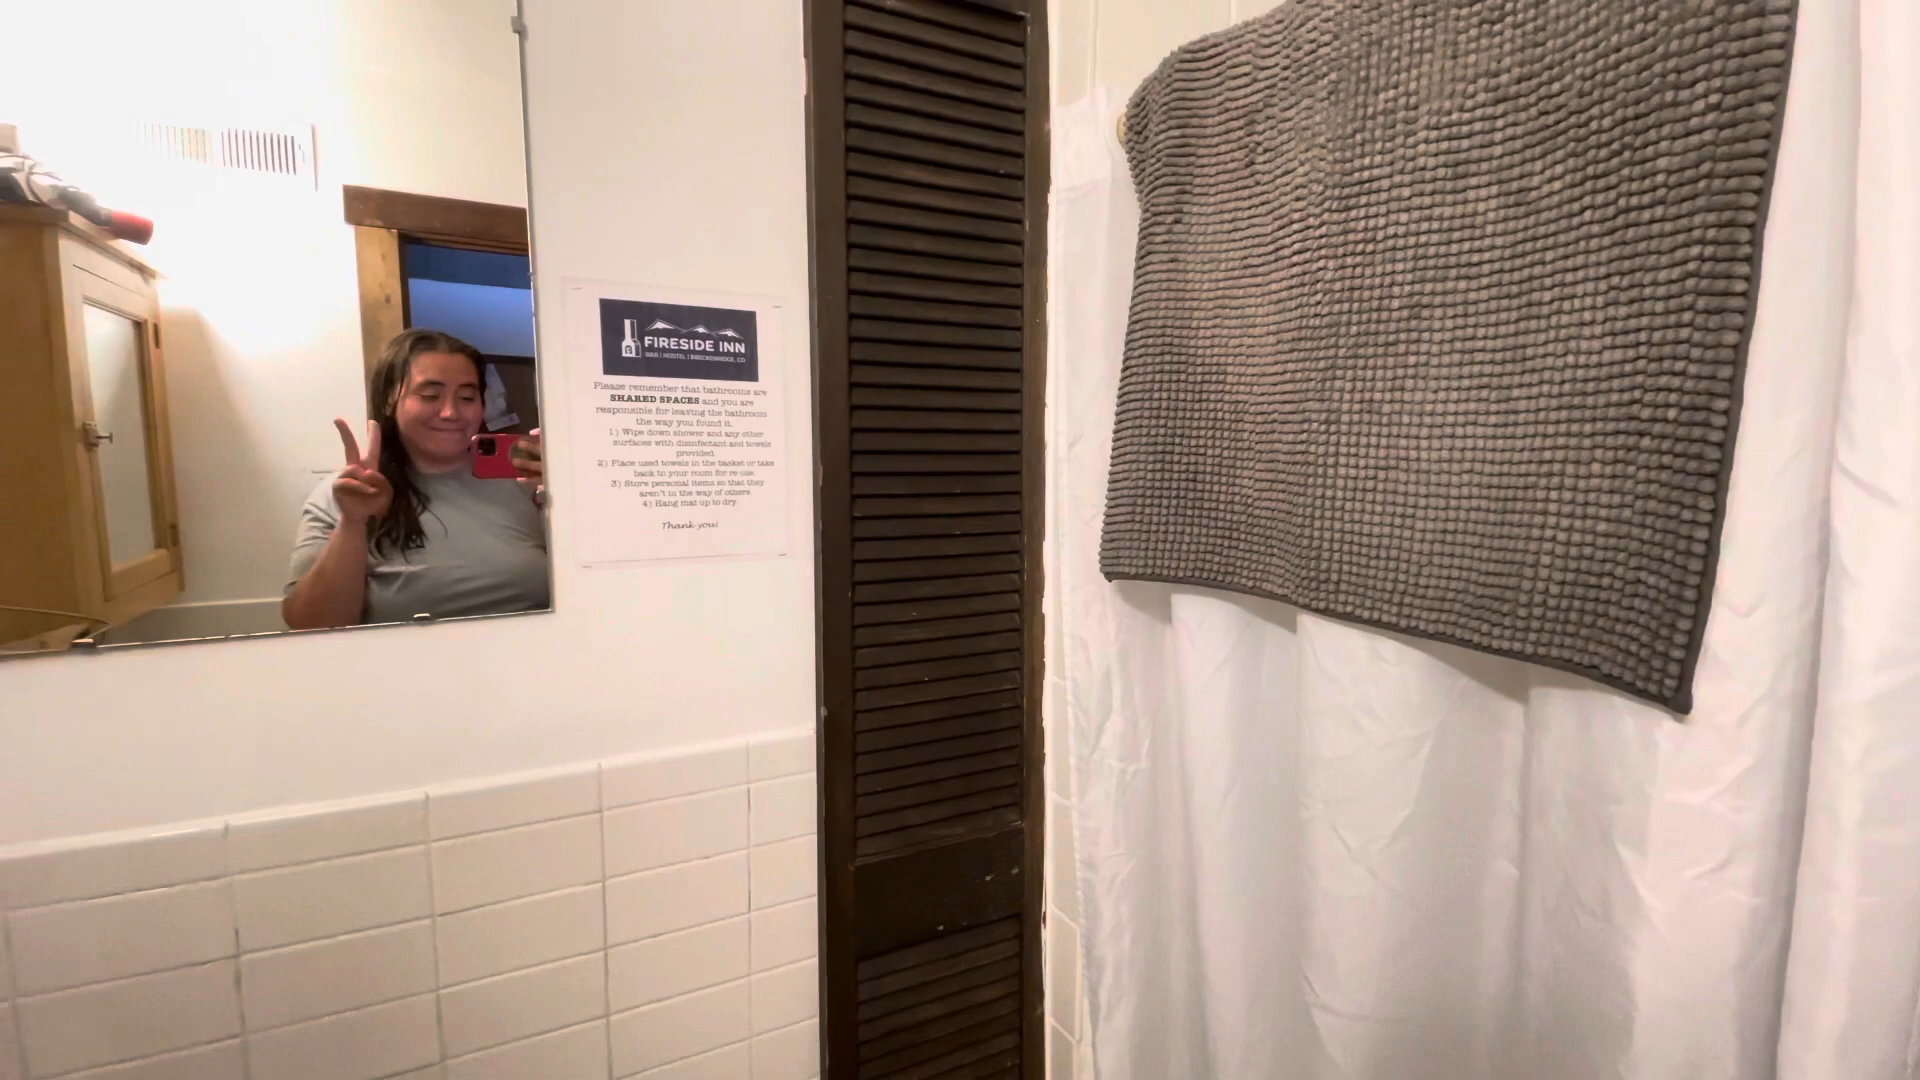 FIRESIDE INN
B&B | HOSTEL | BRECKENRIDGE, CO
Please remember that bathrooms are
SHARED SPACES and you are
responsible for leaving the bathroom
the way you found it.
1) Wipe down shower and any other
surfaces with disinfectant and towels
provided.
2) Place used towels in the basket or take
back to your room for re-use.
3) Store personal items so that they
aren't in the way of others.
4) Hang mat up to dry.
Thank you!